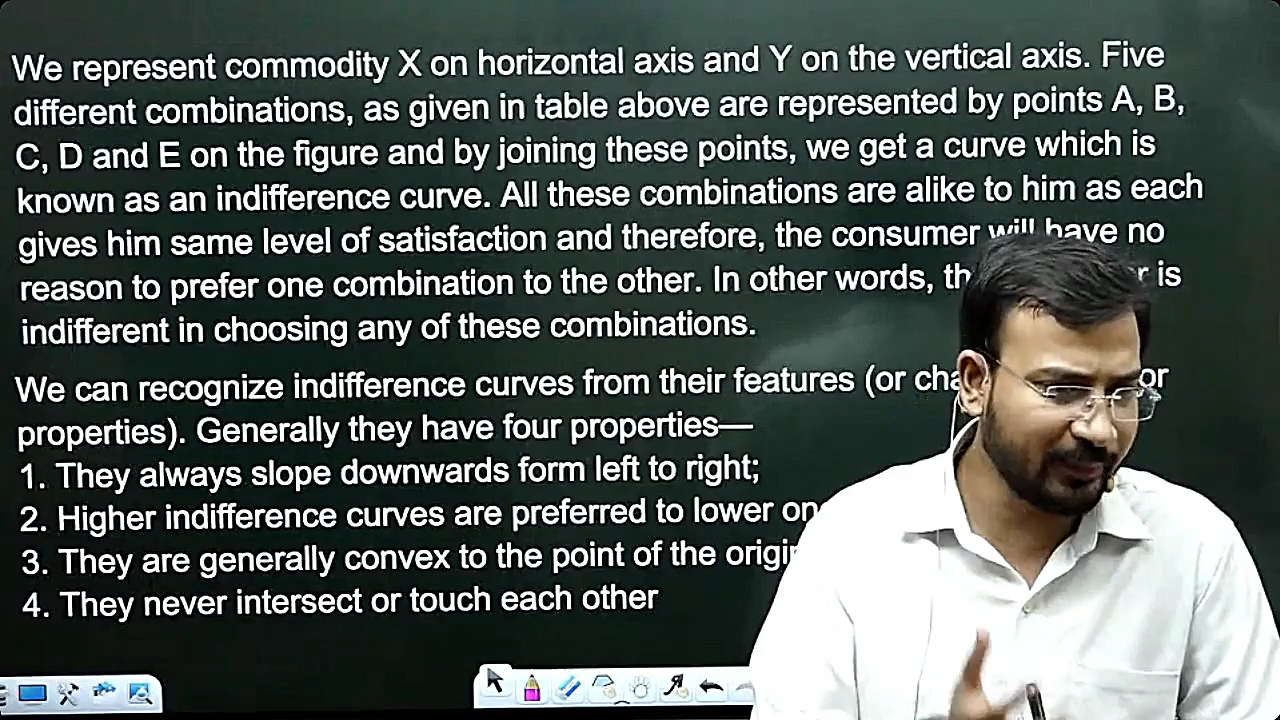 We represent commodity X on horizontal axis and Y on the vertical axis. Five
different combinations, as given in table above are represented by points A, B,
C, D and E on the figure and by joining these points, we get a curve which is
known as an indifference curve. All these combinations are alike to him as each
gives him same level of satisfaction and therefore, the consumer will have no
reason to prefer one combination to the other. In other words, is
indifferent in choosing any of these combinations.
We can recognize indifference curves from their features (or or
properties). Generally they have four properties—
1. They always slope downwards form left to right;
2. Higher indifference curves are preferred to lower
3. They are generally convex to the point of the
4. They never intersect or touch each other